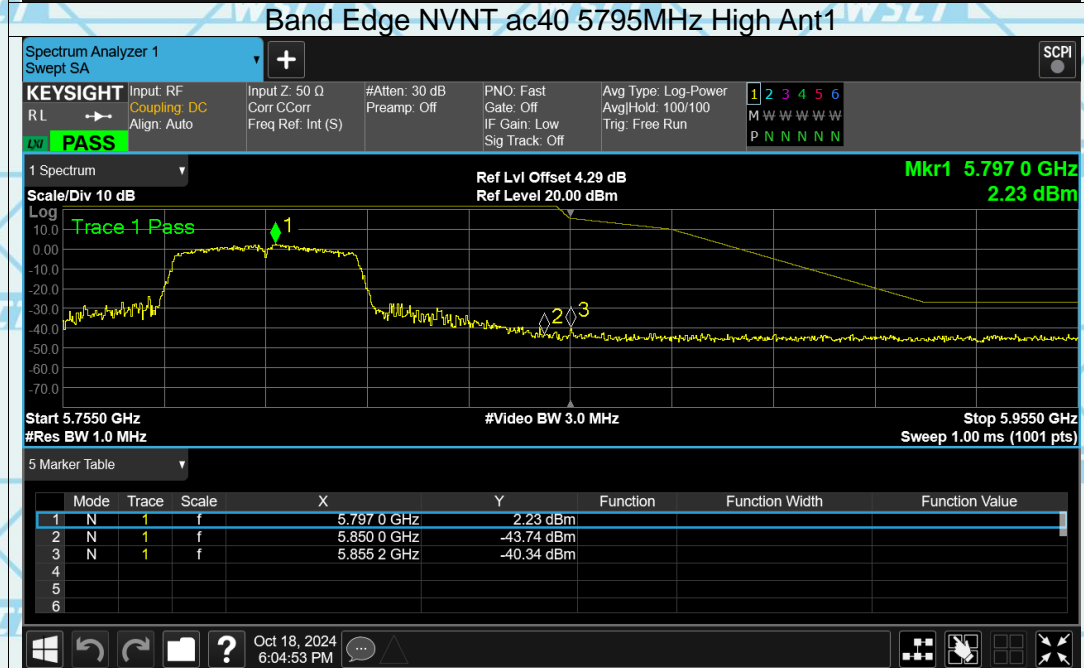 Band Edge NVNT ac40 5795MHz High Ant1
Spectrum Analyzer 1
Swept SA
+
SCPI
KEYSIGHT
RL
LXI PASS
Input: RF
Coupling: DC
Align: Auto
Input Z: 50 Ω
Corr CCorr
Freq Ref: Int (S)
#Atten: 30 dB
Preamp: Off
PNO: Fast
Gate: Off
IF Gain: Low
Sig Track: Off
Avg Type: Log-Power
Avg|Hold: 100/100
Trig: Free Run
1 2 3 4 5 6
M W W W W W W
P N N N N N
1 Spectrum
Scale/Div 10 dB
Ref Lvl Offset 4.29 dB
Ref Level 20.00 dBm
Mkr1 5.797 0 GHz
2.23 dBm
Log
Trace 1 Pass
1
2
3
10.0
0.00
-10.0
-20.0
-30.0
-40.0
-50.0
-60.0
-70.0
Start 5.7550 GHz
#Res BW 1.0 MHz
#Video BW 3.0 MHz
Stop 5.9550 GHz
Sweep 1.00 ms (1001 pts)
5 Marker Table
Mode Trace Scale X Y Function Function Width Function Value
1 N 1 f 5.797 0 GHz 2.23 dBm
2 N 1 f 5.850 0 GHz -43.74 dBm
3 N 1 f 5.855 2 GHz -40.34 dBm
4
5
6
?
Oct 18, 2024
6:04:53 PM